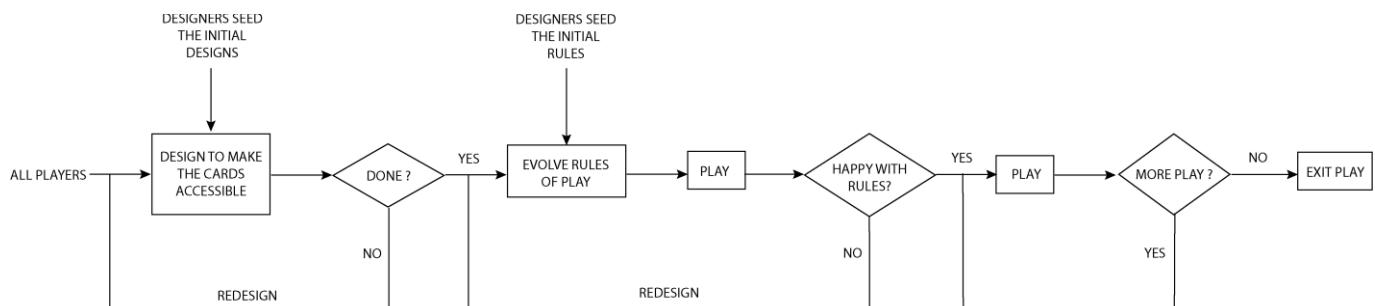 DESIGNERS SEED
THE INITIAL
DESIGNS
DESIGNERS SEED
THE INITIAL
RULES
ALL PLAYERS
DESIGN TO MAKE
THE CARDS
ACCESSIBLE
DONE ?
YES
NO
REDESIGN
EVOLVE RULES
OF PLAY
PLAY
HAPPY WITH
RULES?
YES
NO
REDESIGN
PLAY
MORE PLAY ?
NO
YES
EXIT PLAY